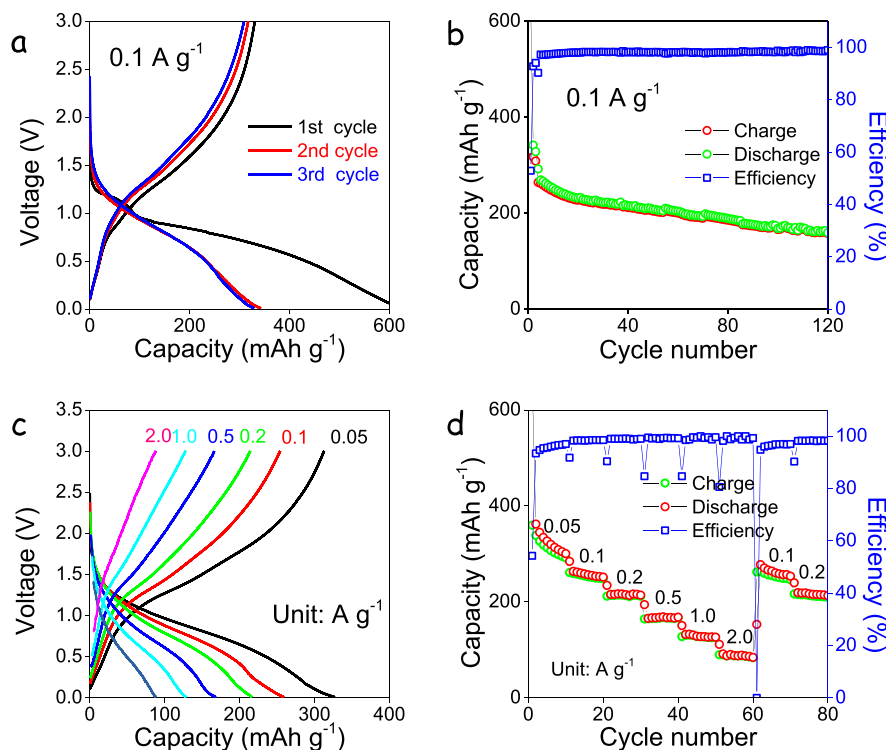 a
0.1 A g⁻¹
1st cycle
2nd cycle
3rd cycle
Voltage (V)
3.0
2.5
2.0
1.5
1.0
0.5
0.0
0
200
400
600
Capacity (mAh g⁻¹)
b
0.1 A g⁻¹
Charge
Discharge
Efficiency
Capacity (mAh g⁻¹)
600
400
200
0
100
80
60
40
20
0
Efficiency (%)
0
40
80
120
Cycle number
c
2.0 1.0 0.5 0.2 0.1 0.05
Unit: A g⁻¹
Voltage (V)
3.5
3.0
2.5
2.0
1.5
1.0
0.5
0.0
0
100
200
300
400
Capacity (mAh g⁻¹)
d
Charge
Discharge
Efficiency
0.05
0.1
0.2
0.5
1.0
2.0
0.1
0.2
Unit: A g⁻¹
Capacity (mAh g⁻¹)
600
400
200
0
100
80
60
40
20
0
Efficiency (%)
0
20
40
60
80
Cycle number